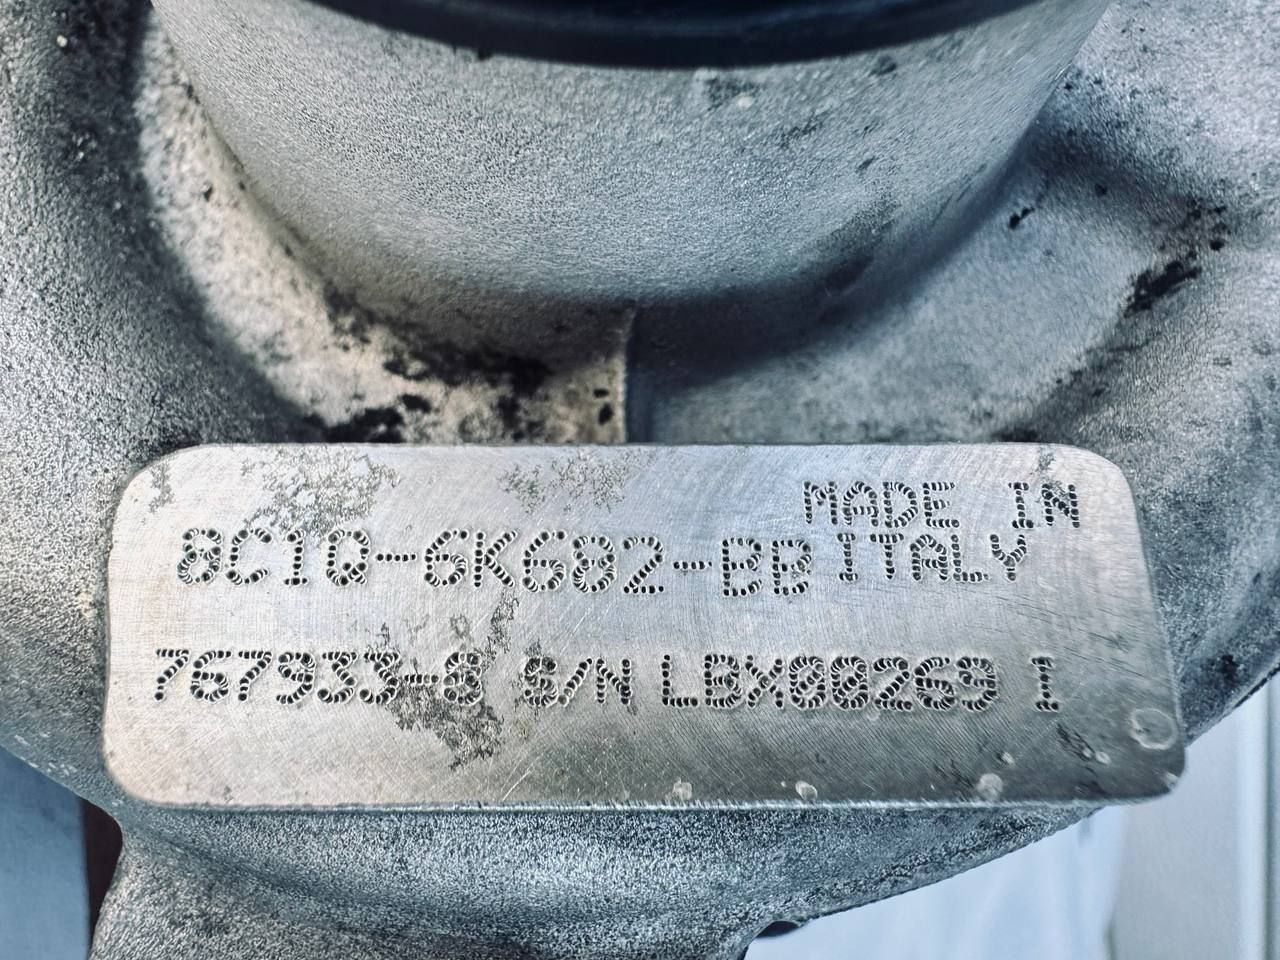 MADE IN
8C1Q-6K682-BB ITALY
767933-8 S/N LBX00269 I